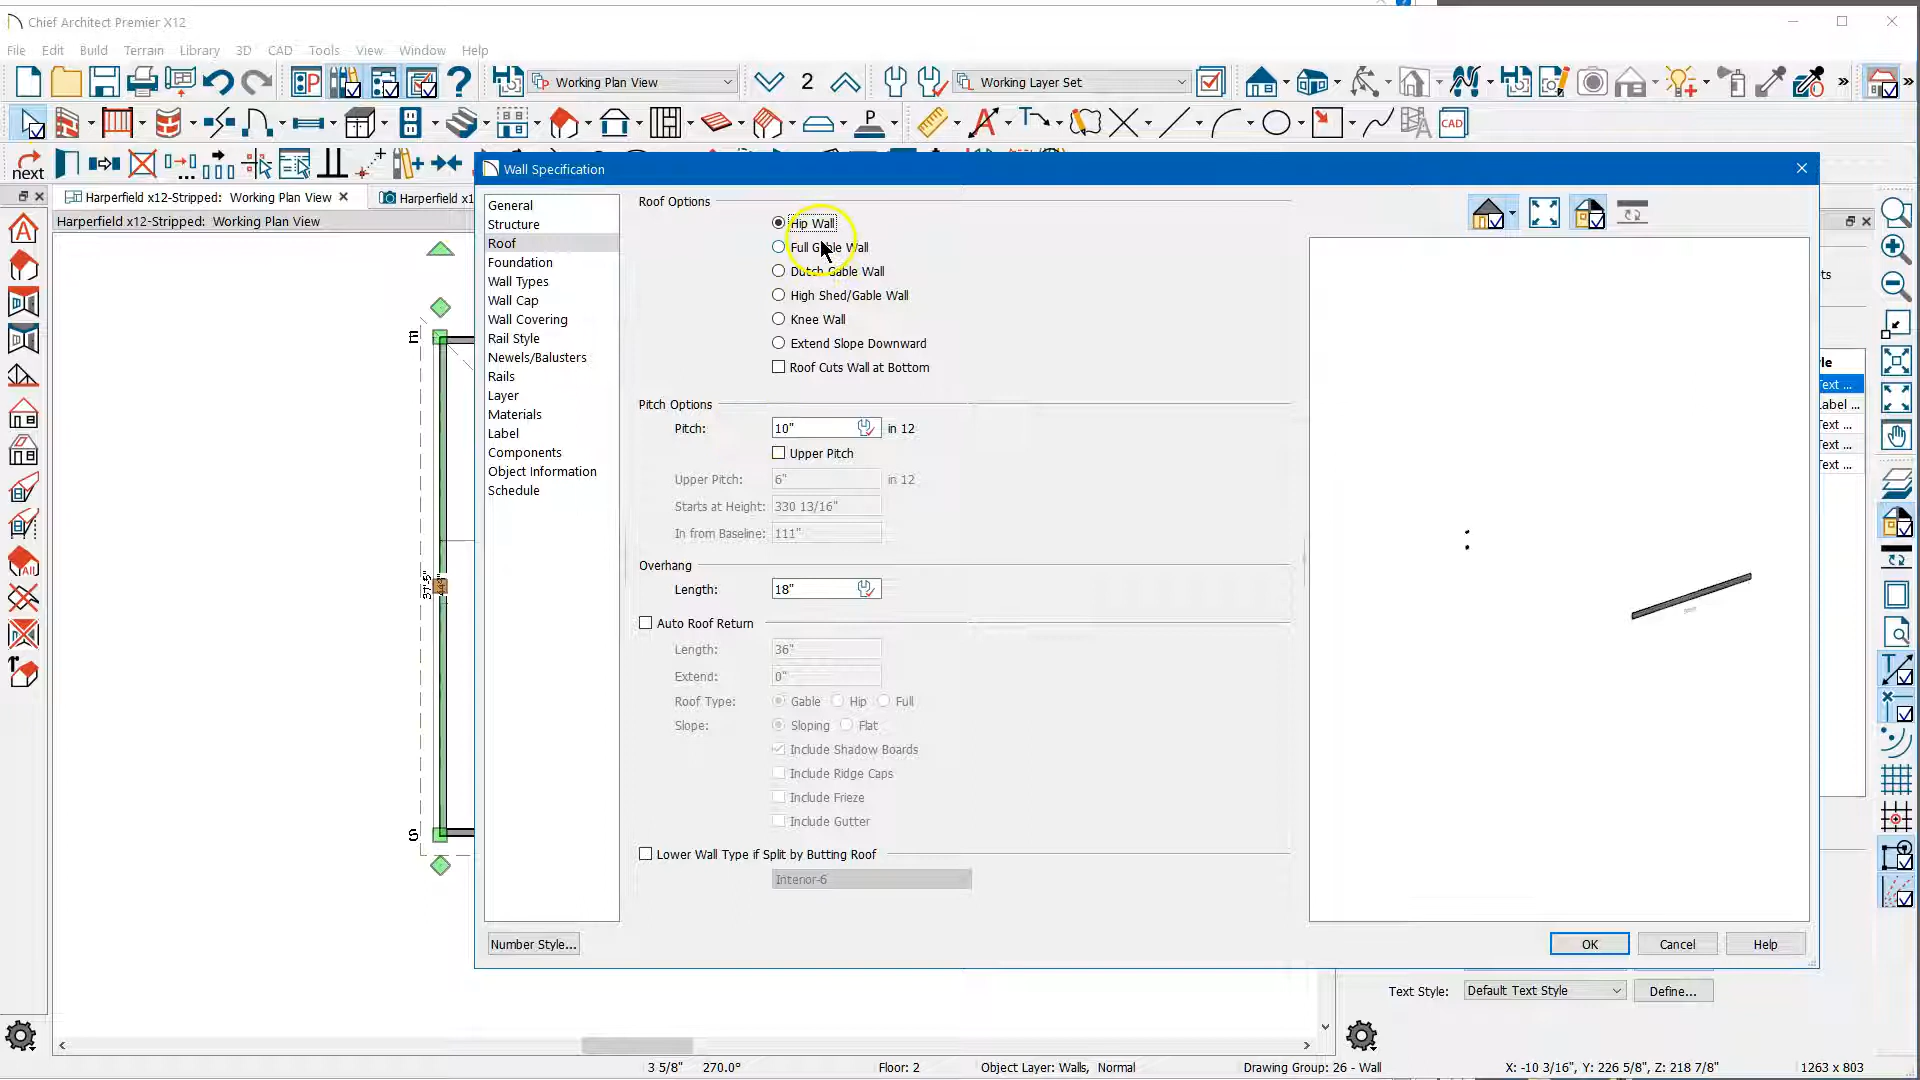 Chief Architect Premier X12
File Edit Build Terrain Library 3D CAD Tools View Window Help
Working Plan View
2
Working Layer Set
P
CAD
next
Harperfield x12-Stripped: Working Plan View
Harperfield x1
Harperfield x12-Stripped: Working Plan View
Wall Specification
General
Structure
Roof
Foundation
Wall Types
Wall Cap
Wall Covering
Rail Style
Newels/Balusters
Rails
Layer
Materials
Label
Components
Object Information
Schedule
Number Style...
Roof Options
Hip Wall
Full Gable Wall
Dutch Gable Wall
High Shed/Gable Wall
Knee Wall
Extend Slope Downward
Roof Cuts Wall at Bottom
Pitch Options
Pitch: 10" in 12
Upper Pitch
Upper Pitch: 6" in 12
Starts at Height: 330 13/16"
In from Baseline: 111"
Overhang
Length: 18"
Auto Roof Return
Length: 36"
Extend: 0"
Roof Type: Gable Hip Full
Slope: Sloping Flat
Include Shadow Boards
Include Ridge Caps
Include Frieze
Include Gutter
Lower Wall Type if Split by Butting Roof
Interior-6
OK Cancel Help
ts
le
Text ...
abel ...
Text ...
Text ...
Text ...
E
S
ALL
Text Style: Default Text Style Define...
3 5/8" 270.0° Floor: 2 Object Layer: Walls, Normal Drawing Group: 26 - Wall X: -10 3/16", Y: 226 5/8", Z: 218 7/8" 1263 x 803